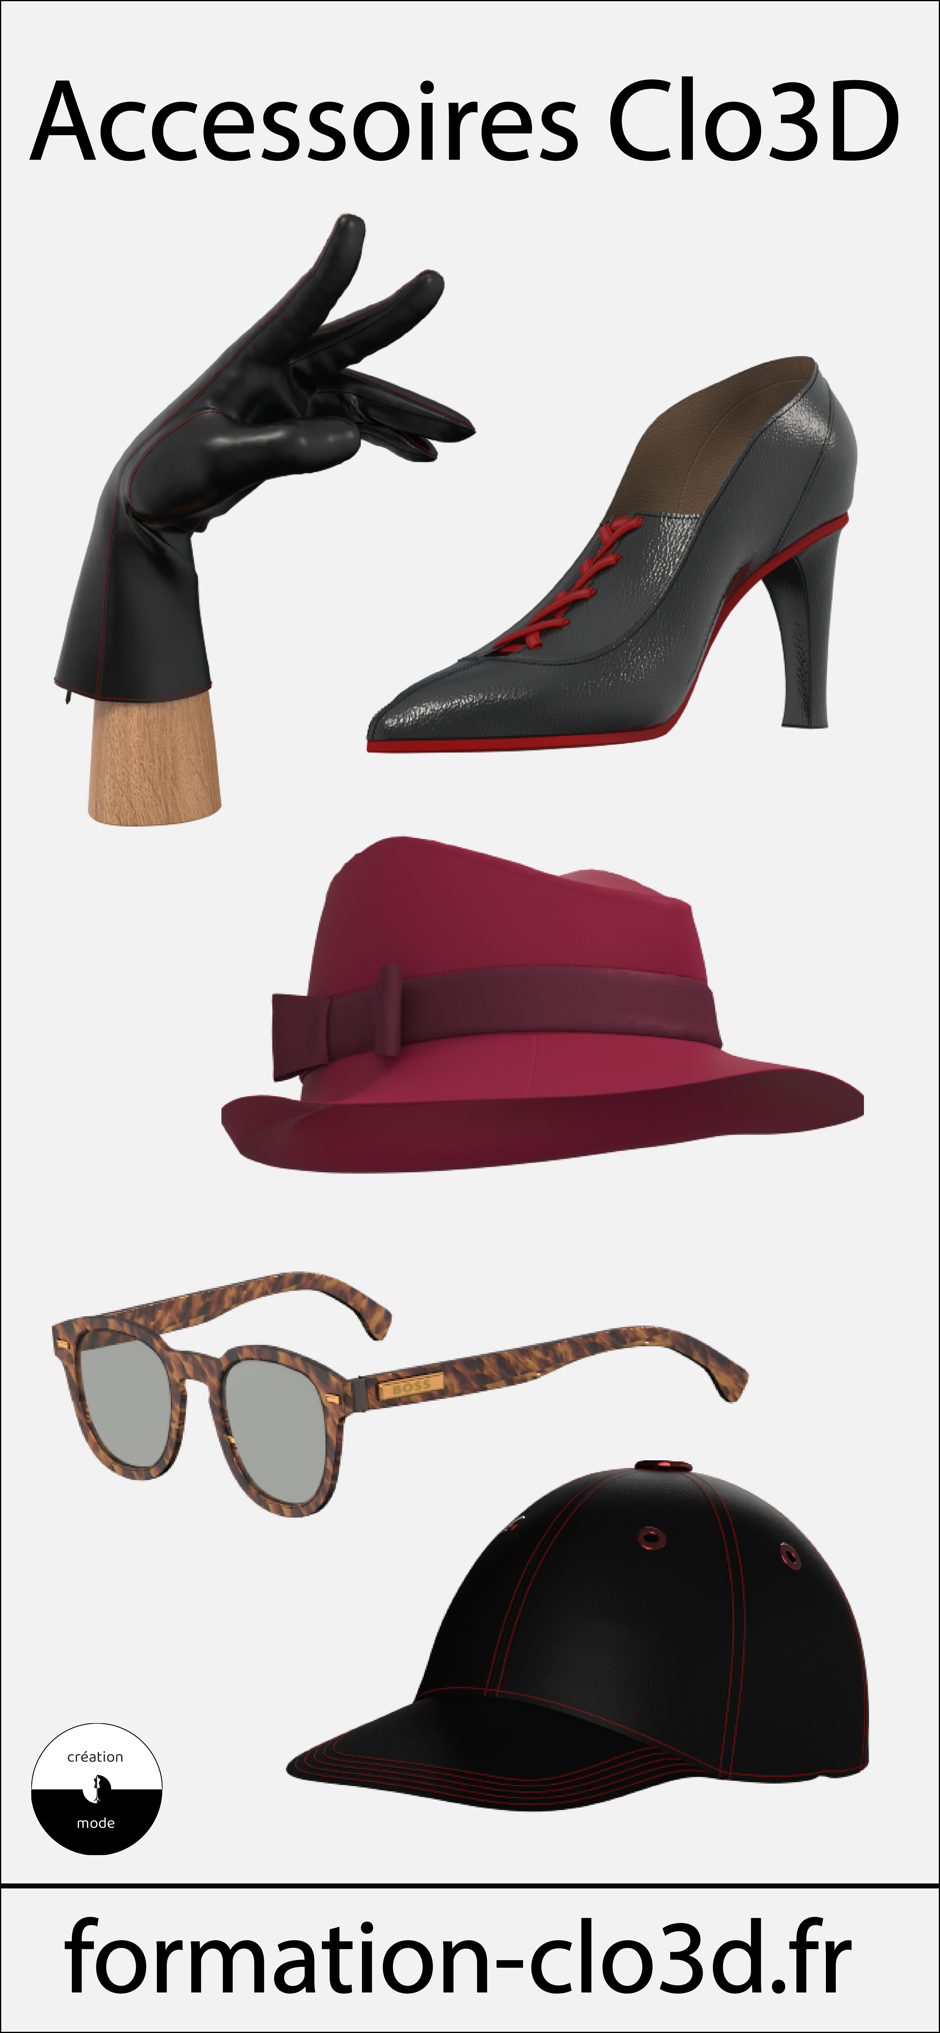 Accessoires Clo3D
BOSS
création
mode
formation-clo3d.fr